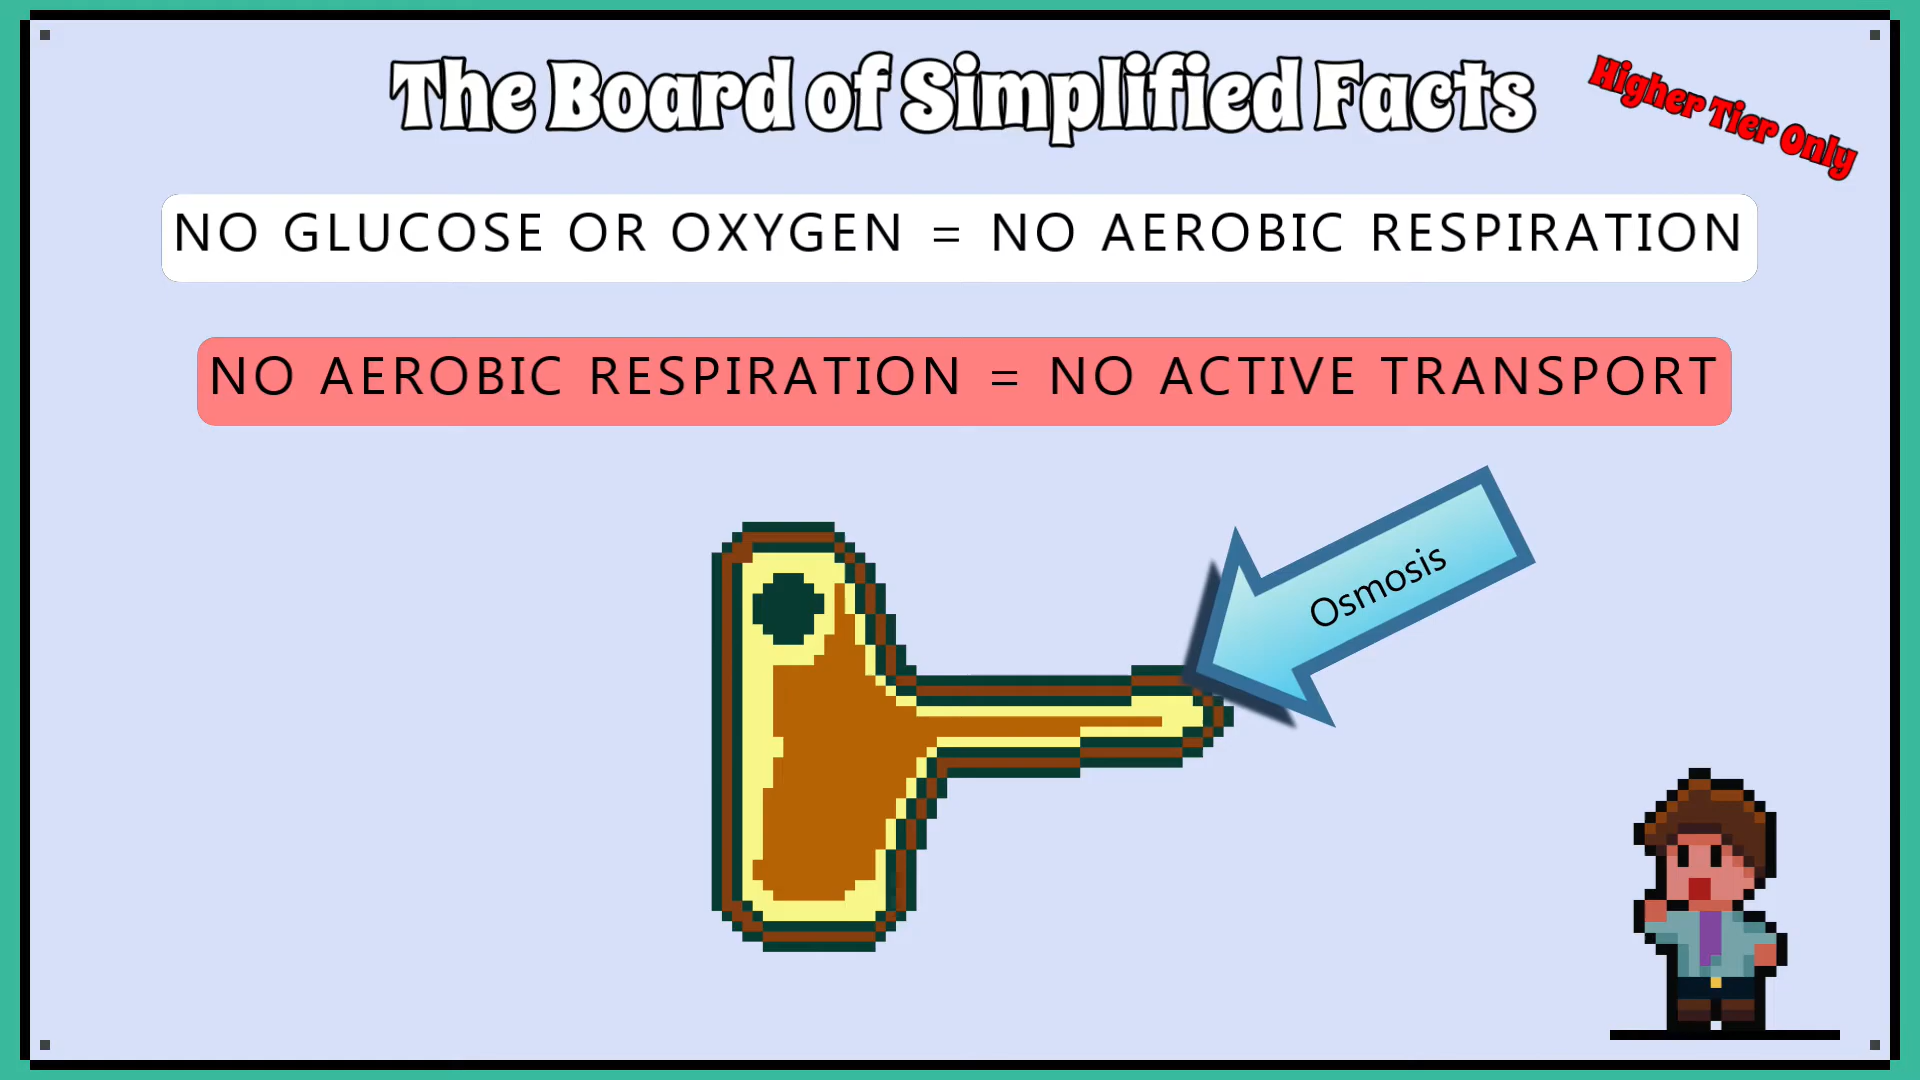 The Board of Simplified Facts
Higher Tier Only
NO GLUCOSE OR OXYGEN = NO AEROBIC RESPIRATION
NO AEROBIC RESPIRATION = NO ACTIVE TRANSPORT
Osmosis